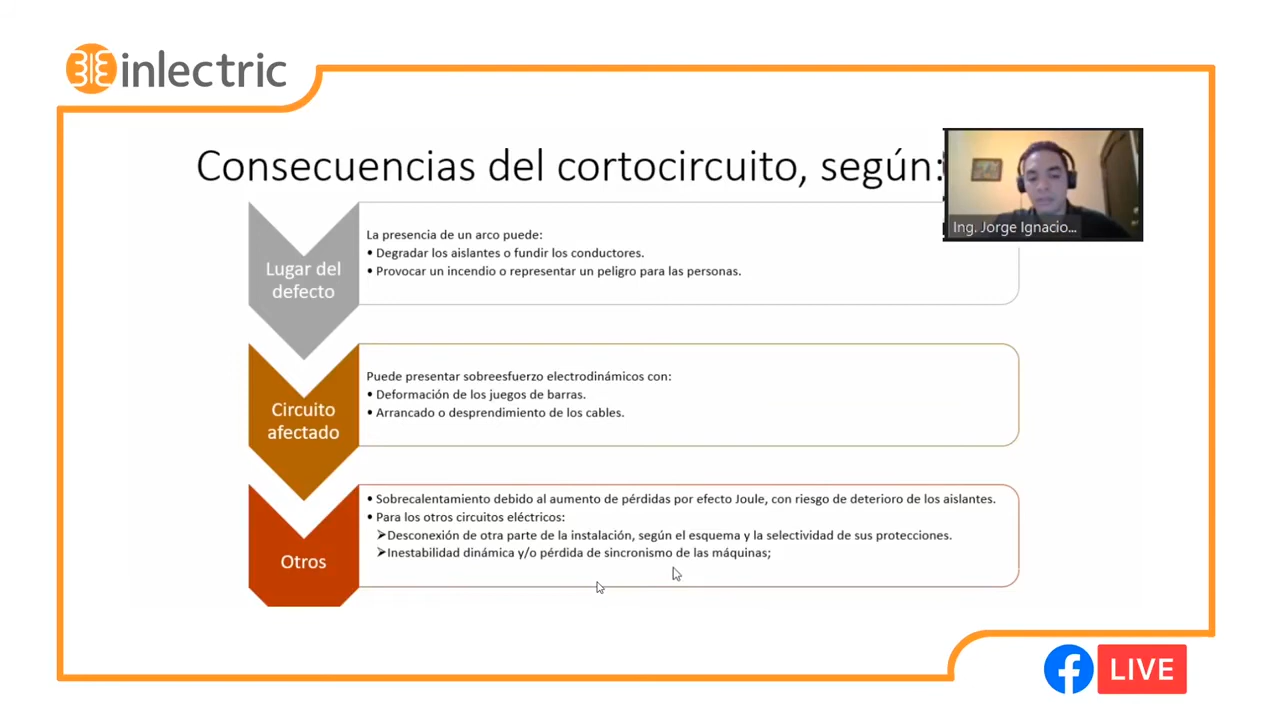 inlectric
Consecuencias del cortocircuito, según:
Ing. Jorge Ignacio...
Lugar del
defecto
La presencia de un arco puede:
• Degradar los aislantes o fundir los conductores.
• Provocar un incendio o representar un peligro para las personas.
Circuito
afectado
Puede presentar sobreesfuerzo electrodinámicos con:
• Deformación de los juegos de barras.
• Arrancado o desprendimiento de los cables.
Otros
• Sobrecalentamiento debido al aumento de pérdidas por efecto Joule, con riesgo de deterioro de los aislantes.
• Para los otros circuitos eléctricos:
➤Desconexión de otra parte de la instalación, según el esquema y la selectividad de sus protecciones.
➤Inestabilidad dinámica y/o pérdida de sincronismo de las máquinas;
LIVE